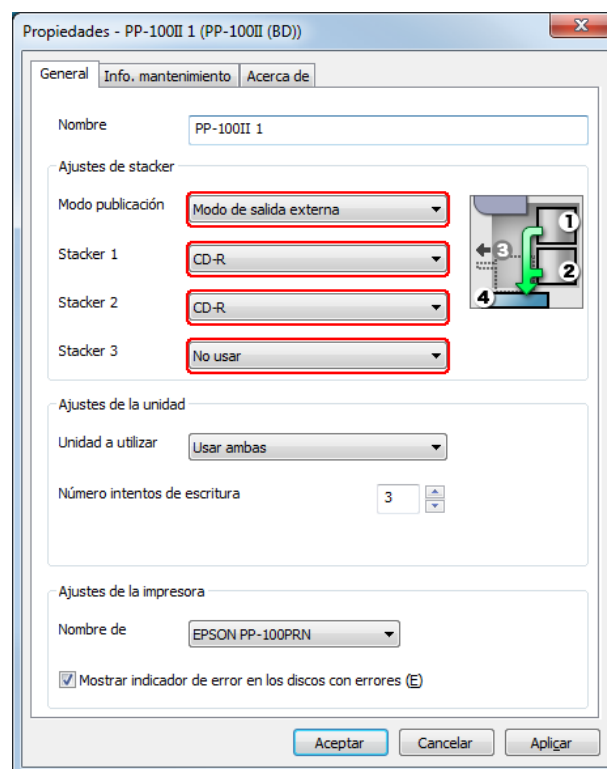 Propiedades - PP-100II 1 (PP-100II (BD))
General Info. mantenimiento Acerca de
Nombre PP-100II 1
Ajustes de stacker
Modo publicación Modo de salida externa
Stacker 1 CD-R
Stacker 2 CD-R
Stacker 3 No usar
1
3
2
4
Ajustes de la unidad
Unidad a utilizar Usar ambas
Número intentos de escritura 3
Ajustes de la impresora
Nombre de EPSON PP-100PRN
Mostrar indicador de error en los discos con errores (E)
Aceptar Cancelar Aplicar